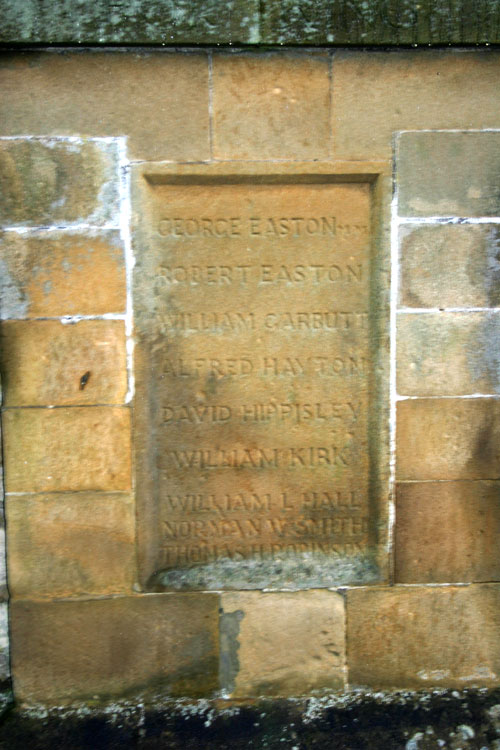 GEORGE EASTON M.M.
ROBERT EASTON
WILLIAM GARBUTT
ALFRED HAYTON
DAVID HIPPISLEY
WILLIAM KIRK
WILLIAM L HALL
NORMAN W SMITH
THOMAS H ROBINSON